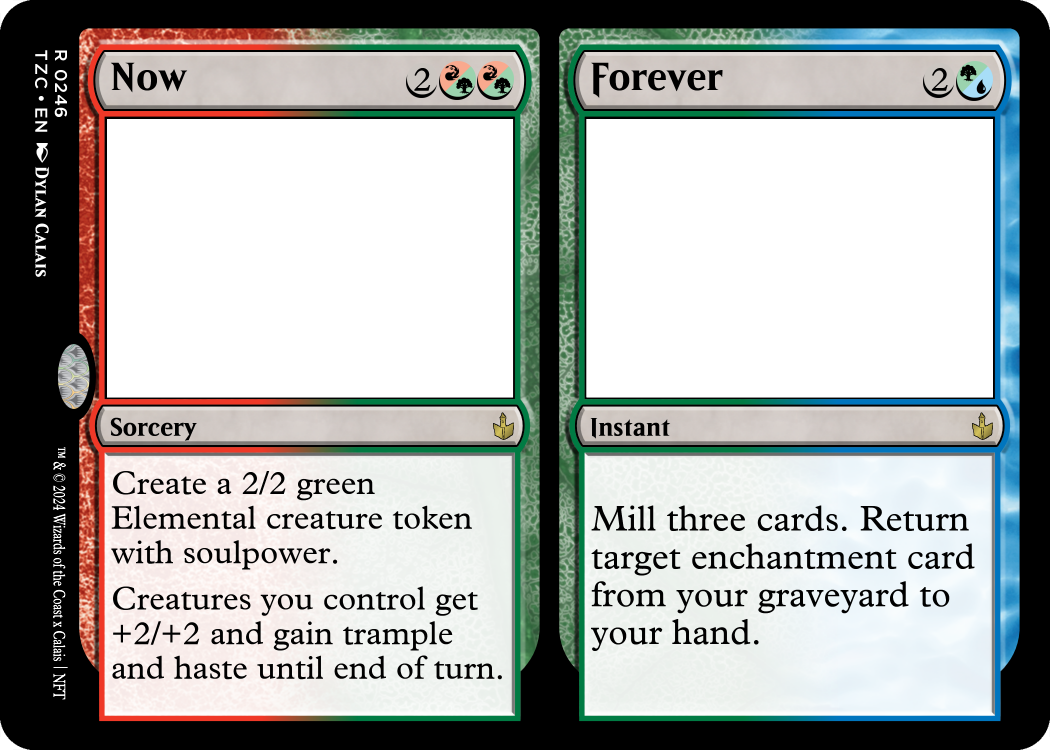 Now 2
Sorcery
Create a 2/2 green
Elemental creature token
with soulpower.
Creatures you control get
+2/+2 and gain trample
and haste until end of turn.
Forever 2
Instant
Mill three cards. Return
target enchantment card
from your graveyard to
your hand.
R 0246
TZC • EN DYLAN CALAIS
™ & © 2024 Wizards of the Coast x Calais | NFT